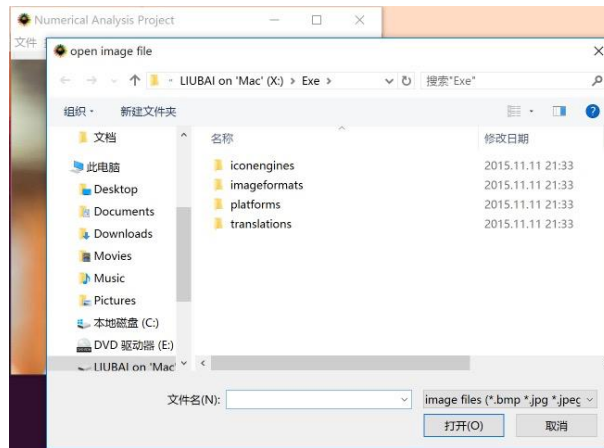 Numerical Analysis Project
文件
open image file
LIUBAI on 'Mac' (X:) › Exe ›
搜索"Exe"
组织
新建文件夹
名称
修改日期
文档
此电脑
Desktop
Documents
Downloads
Movies
Music
Pictures
本地磁盘 (C:)
DVD 驱动器 (E:)
LIUBAI on 'Mac'
iconengines 2015.11.11 21:33
imageformats 2015.11.11 21:33
platforms 2015.11.11 21:33
translations 2015.11.11 21:33
文件名(N):
image files (*.bmp *.jpg *.jpeg
打开(O)
取消